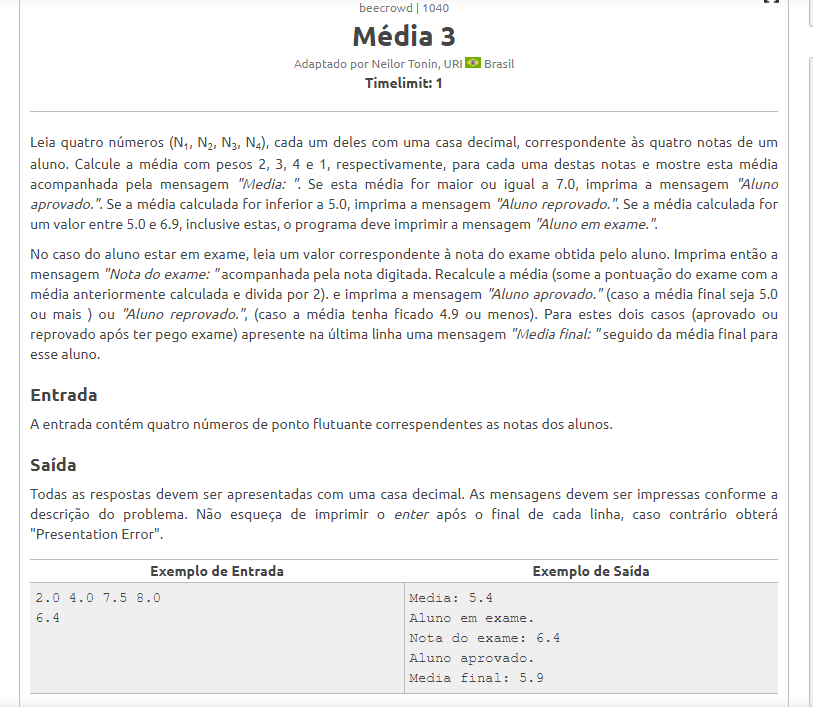 beecrowd | 1040
Média 3
Adaptado por Neilor Tonin, URI Brasil
Timelimit: 1
Leia quatro números (N1, N2, N3, N4), cada um deles com uma casa decimal, correspondente às quatro notas de um
aluno. Calcule a média com pesos 2, 3, 4 e 1, respectivamente, para cada uma destas notas e mostre esta média
acompanhada pela mensagem "Media: ". Se esta média for maior ou igual a 7.0, imprima a mensagem "Aluno
aprovado.". Se a média calculada for inferior a 5.0, imprima a mensagem "Aluno reprovado.". Se a média calculada for
um valor entre 5.0 e 6.9, inclusive estas, o programa deve imprimir a mensagem "Aluno em exame.".
No caso do aluno estar em exame, leia um valor correspondente à nota do exame obtida pelo aluno. Imprima então a
mensagem "Nota do exame: " acompanhada pela nota digitada. Recalcule a média (some a pontuação do exame com a
média anteriormente calculada e divida por 2). e imprima a mensagem "Aluno aprovado." (caso a média final seja 5.0
ou mais ) ou "Aluno reprovado.", (caso a média tenha ficado 4.9 ou menos). Para estes dois casos (aprovado ou
reprovado após ter pego exame) apresente na última linha uma mensagem "Media final: " seguido da média final para
esse aluno.
Entrada
A entrada contém quatro números de ponto flutuante correspendentes as notas dos alunos.
Saída
Todas as respostas devem ser apresentadas com uma casa decimal. As mensagens devem ser impressas conforme a
descrição do problema. Não esqueça de imprimir o enter após o final de cada linha, caso contrário obterá
"Presentation Error".
Exemplo de Entrada
Exemplo de Saída
2.0 4.0 7.5 8.0
6.4
Media: 5.4
Aluno em exame.
Nota do exame: 6.4
Aluno aprovado.
Media final: 5.9